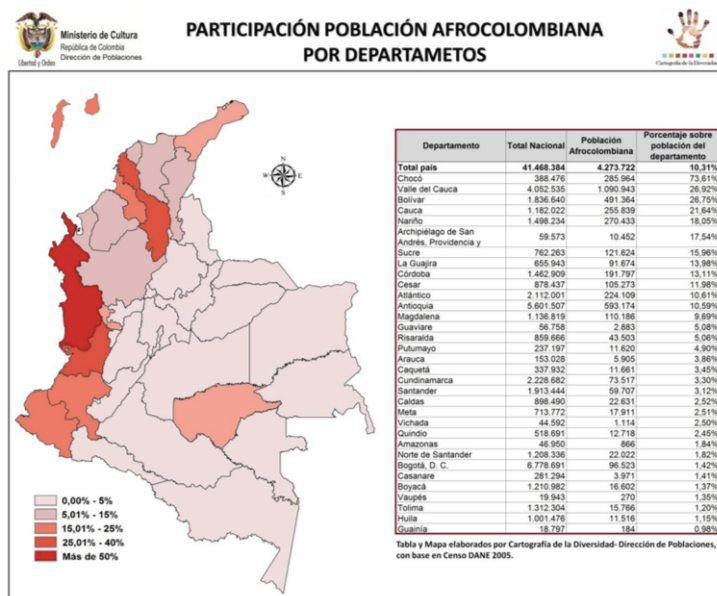 Ministerio de Cultura
República de Colombia
Dirección de Poblaciones
Libertad y Orden
PARTICIPACIÓN POBLACIÓN AFROCOLOMBIANA
POR DEPARTAMETOS
Cartografía de la Diversidad
N
W E
S
0,00% - 5%
5,01% - 15%
15,01% - 25%
25,01% - 40%
Más de 50%
Departamento Total Nacional Población Afrocolombiana Porcentaje sobre población del departamento
Total país 41.468.384 4.273.722 10,31%
Chocó 388.476 285.964 73,61%
Valle del Cauca 4.052.535 1.090.943 26,92%
Bolívar 1.836.640 491.364 26,75%
Cauca 1.182.022 255.839 21,64%
Nariño 1.498.234 270.433 18,05%
Archipiélago de San Andrés, Providencia y 59.573 10.452 17,54%
Sucre 762.263 121.624 15,96%
La Guajira 655.943 91.674 13,98%
Córdoba 1.462.909 191.797 13,11%
Cesar 878.437 105.273 11,98%
Atlántico 2.112.001 224.109 10,61%
Antioquia 5.601.507 593.174 10,59%
Magdalena 1.136.819 110.186 9,69%
Guaviare 56.758 2.883 5,08%
Risaralda 859.666 43.503 5,06%
Putumayo 237.197 11.620 4,90%
Arauca 153.028 5.905 3,86%
Caquetá 337.932 11.661 3,45%
Cundinamarca 2.228.682 73.517 3,30%
Santander 1.913.444 59.707 3,12%
Caldas 898.490 22.631 2,52%
Meta 713.772 17.911 2,51%
Vichada 44.592 1.114 2,50%
Quindio 518.691 12.718 2,45%
Amazonas 46.950 866 1,84%
Norte de Santander 1.208.336 22.022 1,82%
Bogotá, D. C. 6.778.691 96.523 1,42%
Casanare 281.294 3.971 1,41%
Boyacá 1.210.982 16.602 1,37%
Vaupés 19.943 270 1,35%
Tolima 1.312.304 15.766 1,20%
Huila 1.001.476 11.516 1,15%
Guainía 18.797 184 0,98%
Tabla y Mapa elaborados por Cartografía de la Diversidad- Dirección de Poblaciones,
con base en Censo DANE 2005.